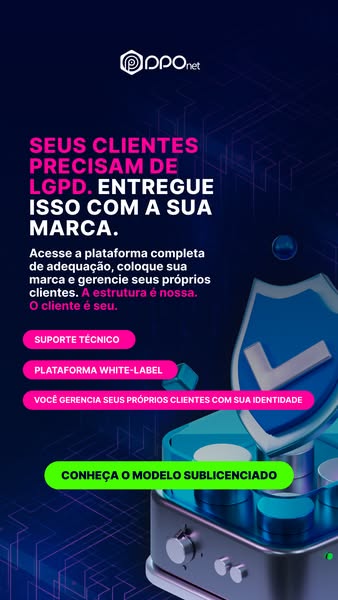 DPOnet
SEUS CLIENTES
PRECISAM DE
LGPD. ENTREGUE
ISSO COM A SUA
MARCA.
Acesse a plataforma completa
de adequação, coloque sua
marca e gerencie seus próprios
clientes. A estrutura é nossa.
O cliente é seu.
SUPORTE TÉCNICO
PLATAFORMA WHITE-LABEL
VOCÊ GERENCIA SEUS PRÓPRIOS CLIENTES COM SUA IDENTIDADE
CONHEÇA O MODELO SUBLICENCIADO